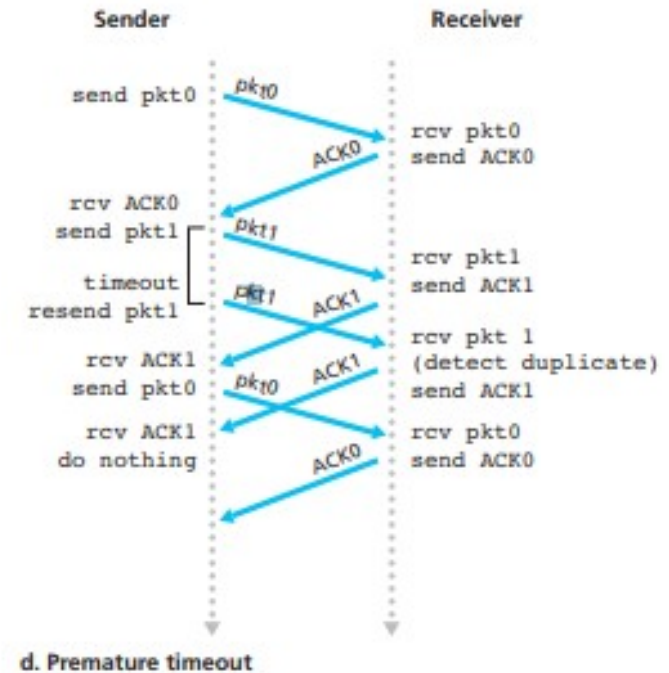 Sender
Receiver
send pkt0
pkt0
rcv pkt0
send ACK0
ACK0
rcv ACK0
send pkt1
pkt1
rcv pkt1
send ACK1
timeout
resend pkt1
pkt1
ACK1
rcv pkt 1
(detect duplicate)
send ACK1
rcv ACK1
send pkt0
pkt0
ACK1
rcv ACK1
do nothing
rcv pkt0
send ACK0
ACK0
d. Premature timeout